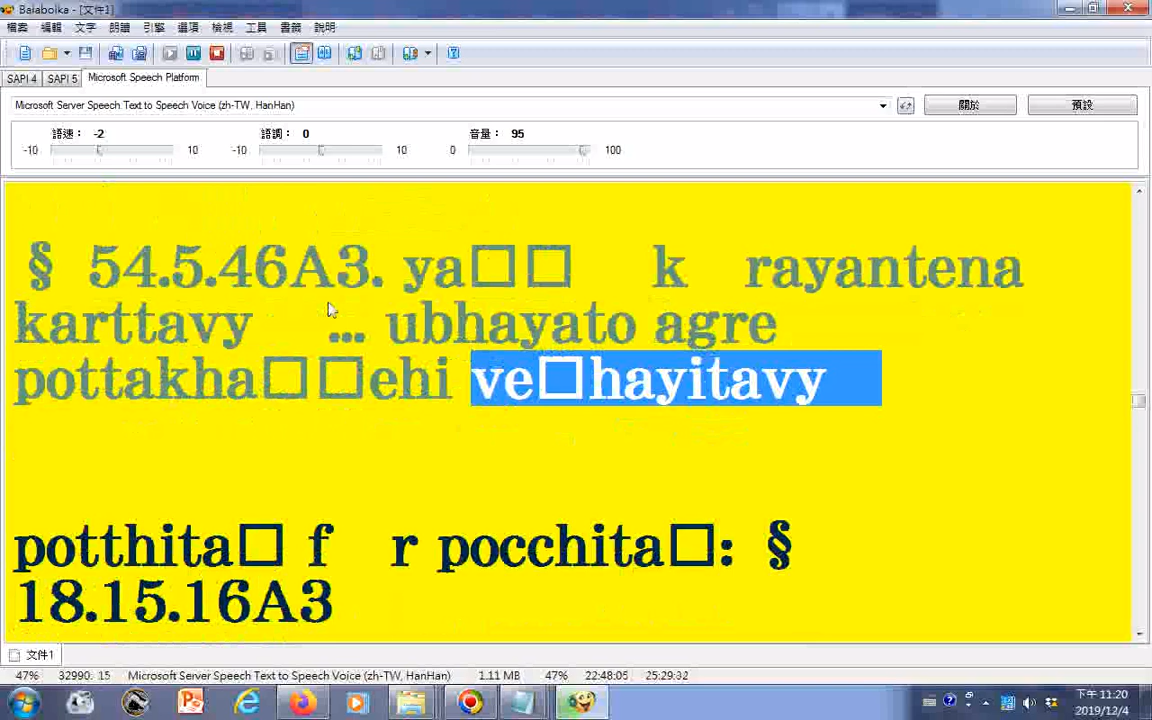 Balabolka - [文件1]
檔案 編輯 文字 朗讀 引擎 選項 檢視 工具 書籤 說明
SAPI 4 SAPI 5 Microsoft Speech Platform
Microsoft Server Speech Text to Speech Voice (zh-TW, HanHan) 關於 預設
語速： -2 語調： 0 音量： 95
-10 10 -10 10 0 100
§ 54.5.46A3. ya□□ k rayantena
karttavy ... ubhayato agre
pottakha□□ehi ve□hayitavy
potthita□ f r pocchita□: §
18.15.16A3
文件1
47% 32990: 15 Microsoft Server Speech Text to Speech Voice (zh-TW, HanHan) 1.11 MB 47% 22:48:05 25:29:32
下午 11:20
2019/12/4